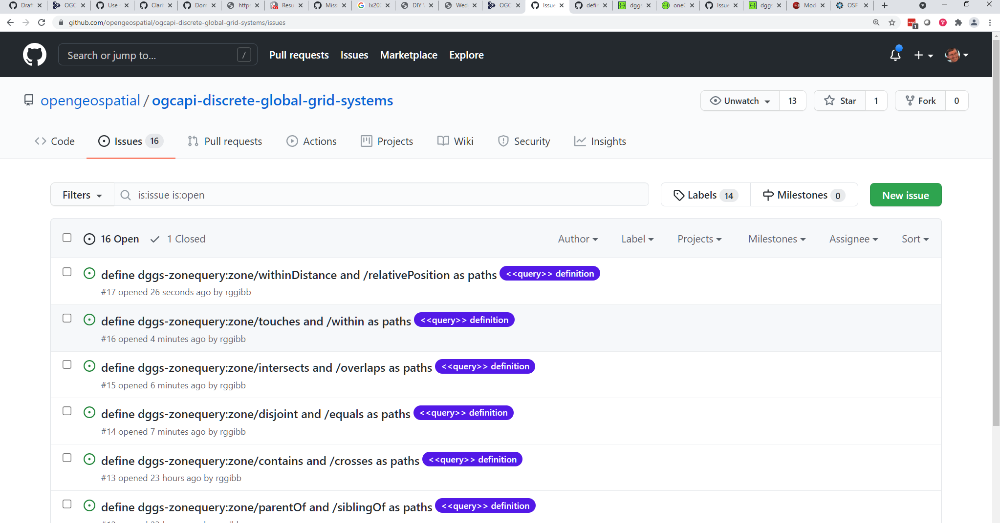 Draft OGC Use Clari Dom https Resu Miss lx200 DIY Wed OGC Issue defin dggs one Issue dggs Mod OSF
github.com/opengeospatial/ogcapi-discrete-global-grid-systems/issues
1
Search or jump to... / Pull requests Issues Marketplace Explore
opengeospatial / ogcapi-discrete-global-grid-systems Unwatch 13 Star 1 Fork 0
Code Issues 16 Pull requests Actions Projects Wiki Security Insights
Filters is:issue is:open Labels 14 Milestones 0 New issue
16 Open 1 Closed Author Label Projects Milestones Assignee Sort
define dggs-zonequery:zone/withinDistance and /relativePosition as paths <<query>> definition
#17 opened 26 seconds ago by rggibb
define dggs-zonequery:zone/touches and /within as paths <<query>> definition
#16 opened 4 minutes ago by rggibb
define dggs-zonequery:zone/intersects and /overlaps as paths <<query>> definition
#15 opened 6 minutes ago by rggibb
define dggs-zonequery:zone/disjoint and /equals as paths <<query>> definition
#14 opened 7 minutes ago by rggibb
define dggs-zonequery:zone/contains and /crosses as paths <<query>> definition
#13 opened 23 hours ago by rggibb
define dggs-zonequery:zone/parentOf and /siblingOf as paths <<query>> definition